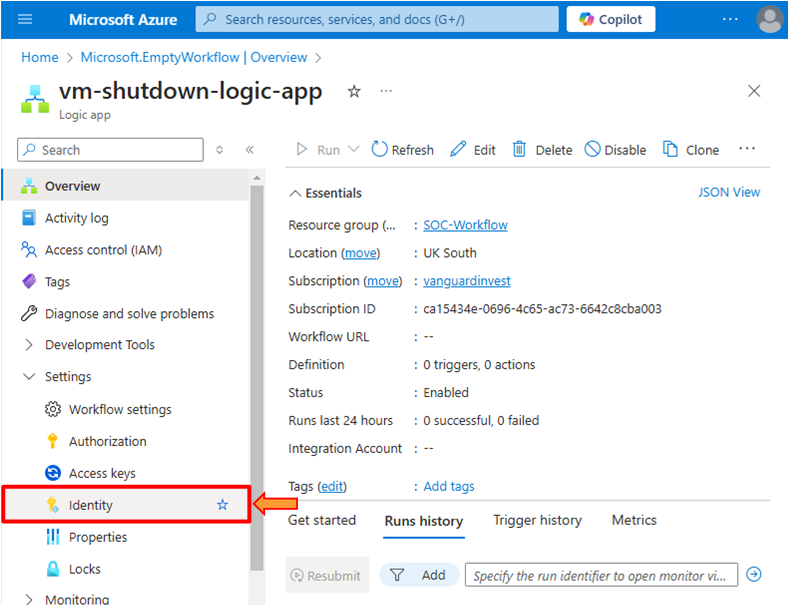 Microsoft Azure
Search resources, services, and docs (G+/)
Copilot
Home > Microsoft.EmptyWorkflow | Overview >
vm-shutdown-logic-app
Logic app
Search
Overview
Activity log
Access control (IAM)
Tags
Diagnose and solve problems
Development Tools
Settings
Workflow settings
Authorization
Access keys
Identity
Properties
Locks
Monitoring
Run
Refresh
Edit
Delete
Disable
Clone
Essentials
JSON View
Resource group (... : SOC-Workflow
Location (move) : UK South
Subscription (move) : vanguardinvest
Subscription ID : ca15434e-0696-4c65-ac73-6642c8cba003
Workflow URL : --
Definition : 0 triggers, 0 actions
Status : Enabled
Runs last 24 hours : 0 successful, 0 failed
Integration Account : --
Tags (edit) : Add tags
Get started
Runs history
Trigger history
Metrics
Resubmit
Add
Specify the run identifier to open monitor vi...